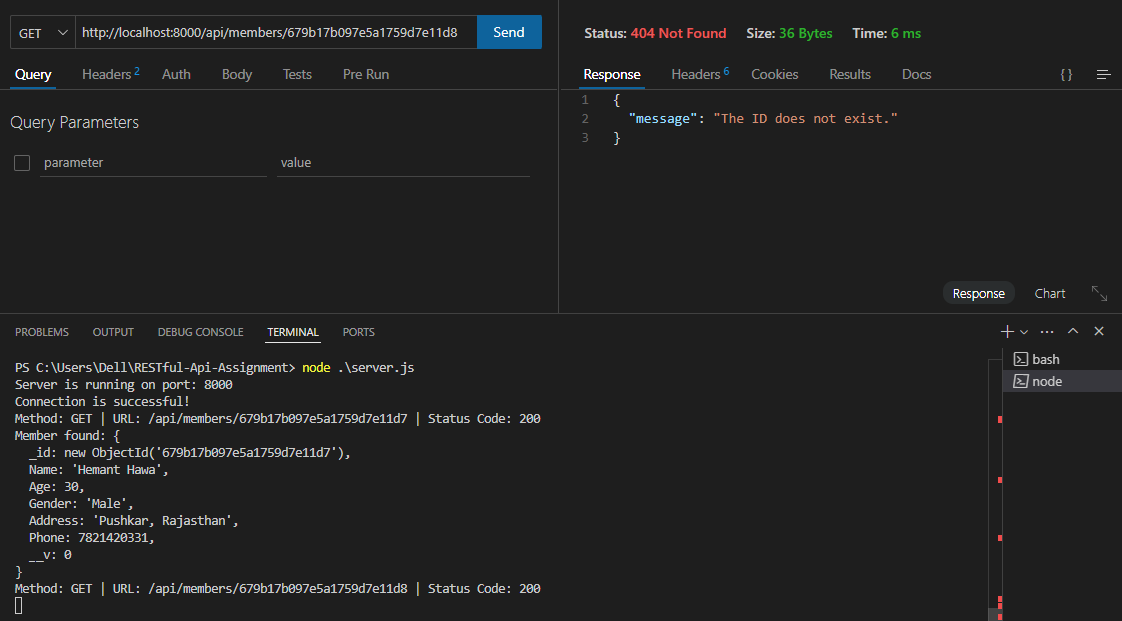 GET http://localhost:8000/api/members/679b17b097e5a1759d7e11d8 Send
Query Headers 2 Auth Body Tests Pre Run
Query Parameters
parameter value
Status: 404 Not Found Size: 36 Bytes Time: 6 ms
Response Headers 6 Cookies Results Docs { }
1 {
2 "message": "The ID does not exist."
3 }
Response Chart
PROBLEMS OUTPUT DEBUG CONSOLE TERMINAL PORTS
PS C:\Users\Dell\RESTful-Api-Assignment> node .\server.js
Server is running on port: 8000
Connection is successful!
Method: GET | URL: /api/members/679b17b097e5a1759d7e11d7 | Status Code: 200
Member found: {
_id: new ObjectId('679b17b097e5a1759d7e11d7'),
Name: 'Hemant Hawa',
Age: 30,
Gender: 'Male',
Address: 'Pushkar, Rajasthan',
Phone: 7821420331,
__v: 0
}
Method: GET | URL: /api/members/679b17b097e5a1759d7e11d8 | Status Code: 200
bash
node